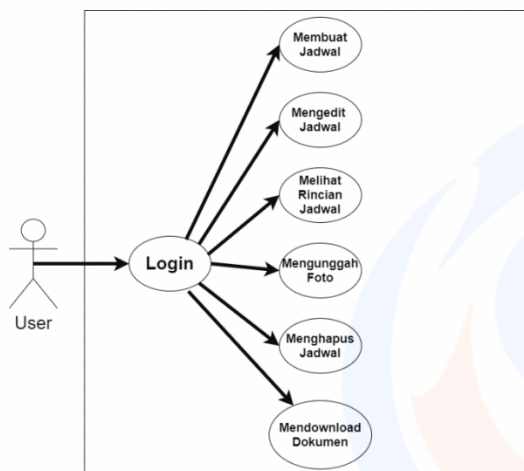 Membuat
Jadwal
Mengedit
Jadwal
Melihat
Rincian
Jadwal
Login
Mengunggah
Foto
User
Menghapus
Jadwal
Mendownload
Dokumen